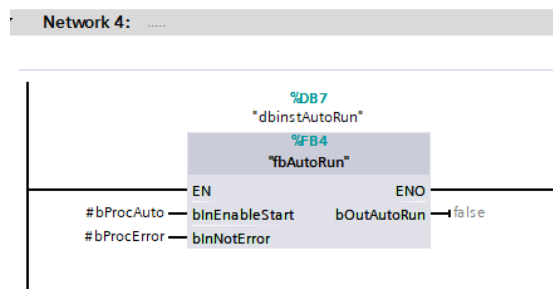 Network 4: .....
%DB7
"dbinstAutoRun"
%FB4
"fbAutoRun"
EN ENO
#bProcAuto bInEnableStart bOutAutoRun false
#bProcError bInNotError